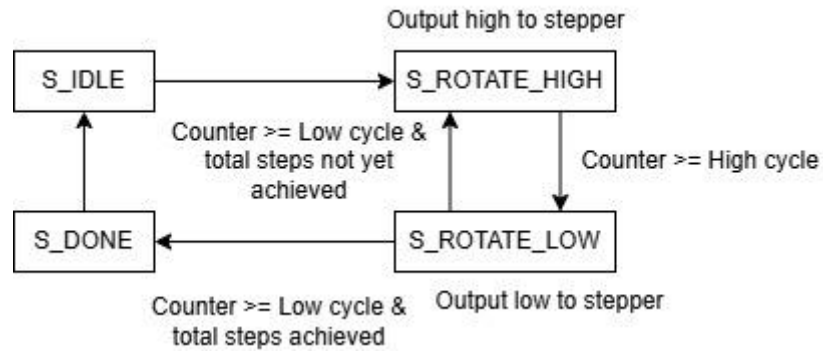 Output high to stepper
S_IDLE
S_ROTATE_HIGH
Counter >= Low cycle &
total steps not yet
achieved
Counter >= High cycle
S_DONE
S_ROTATE_LOW
Counter >= Low cycle &
total steps achieved
Output low to stepper